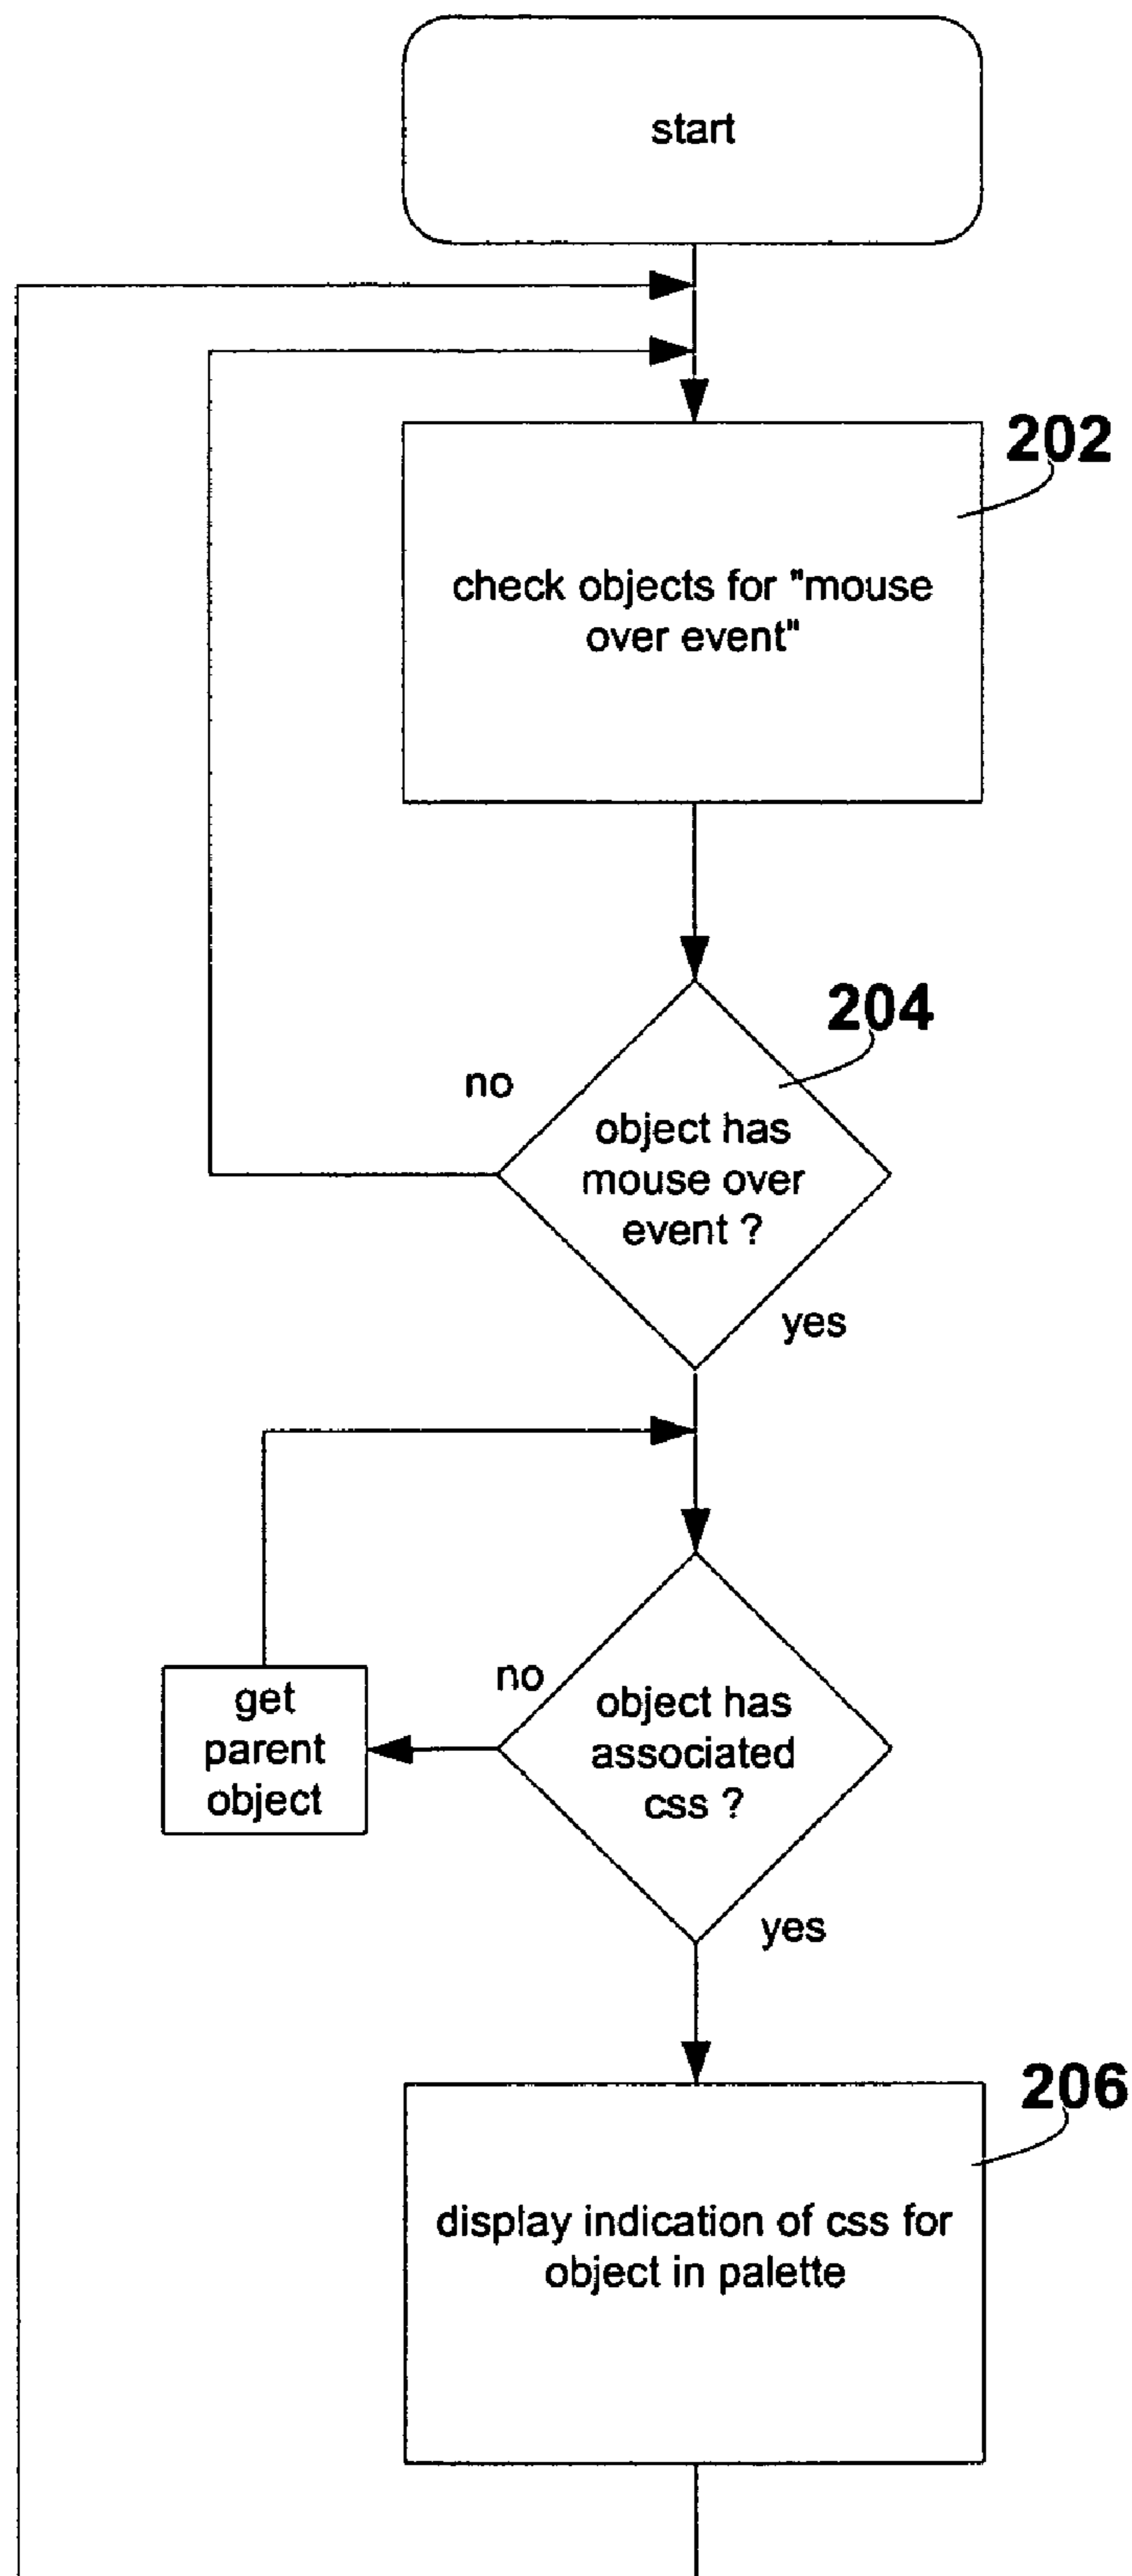 start
202
check objects for "mouse
over event"
204
no
object has
mouse over
event ?
yes
no
object has
associated
css ?
get
parent
object
yes
206
display indication of css for
object in palette